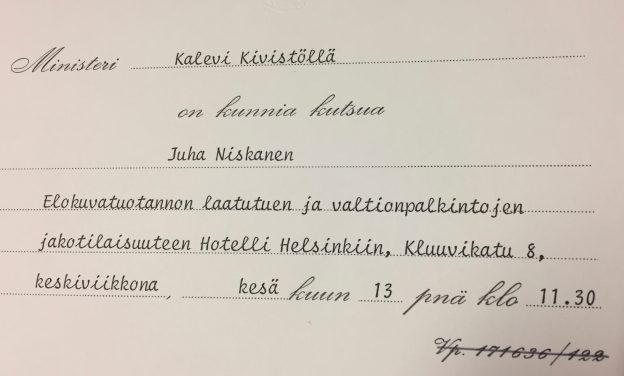 Ministeri Kalevi Kivistöllä
on kunnia kutsua
Juha Niskanen
Elokuvatuotannon laatutuen ja valtionpalkintojen
jakotilaisuuteen Hotelli Helsinkiin, Kluuvikatu 8,
keskiviikkona, kesä kuun 13 pnä klo 11.30
Vp. 171636/122